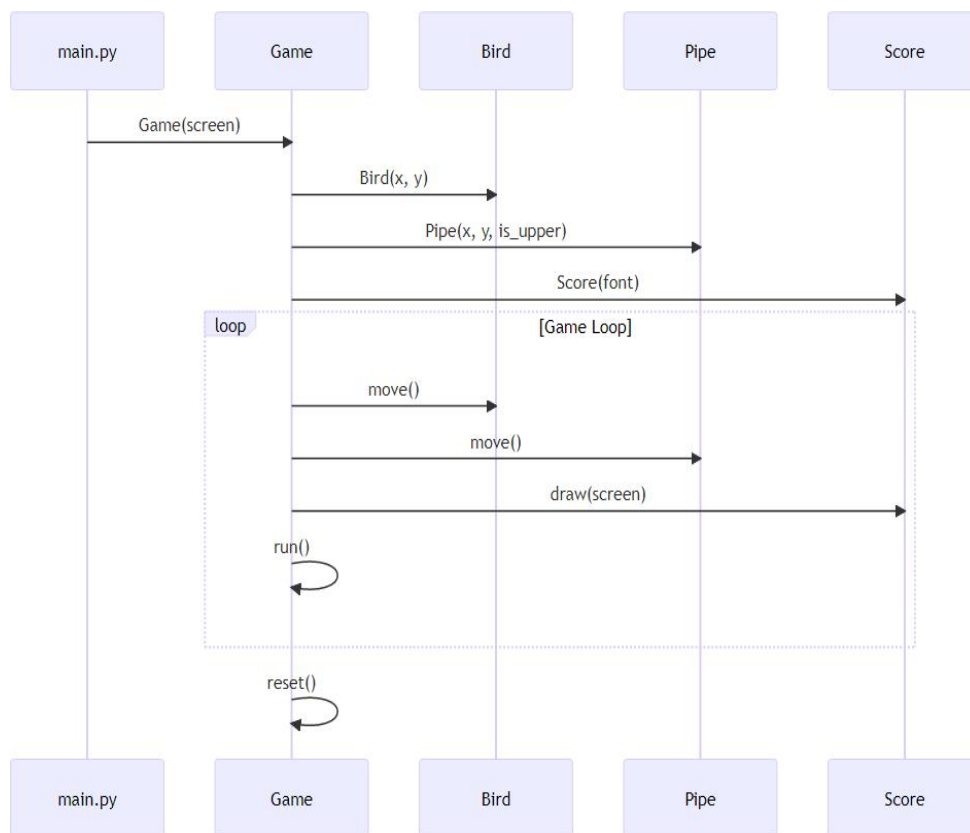 main.py
Game
Bird
Pipe
Score
Game(screen)
Bird(x, y)
Pipe(x, y, is_upper)
Score(font)
loop
[Game Loop]
move()
move()
draw(screen)
run()
reset()
main.py
Game
Bird
Pipe
Score